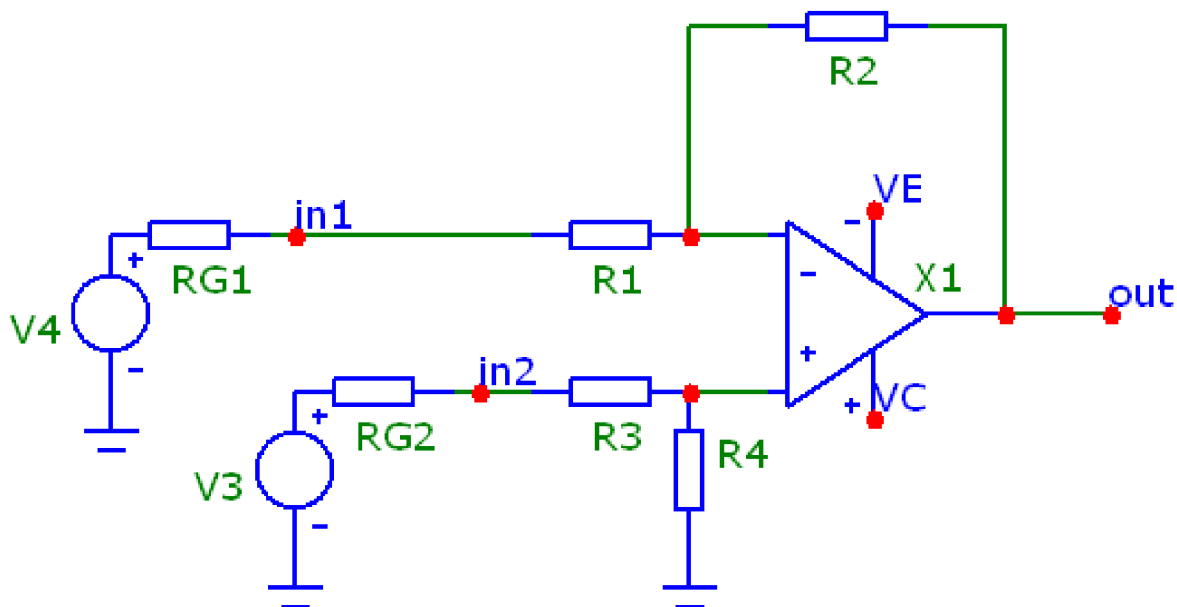 R2
VE
-
in1
+
RG1
R1
-
X1
out
V4
-
in2
+
VC
+
+
RG2
R3
R4
V3
-